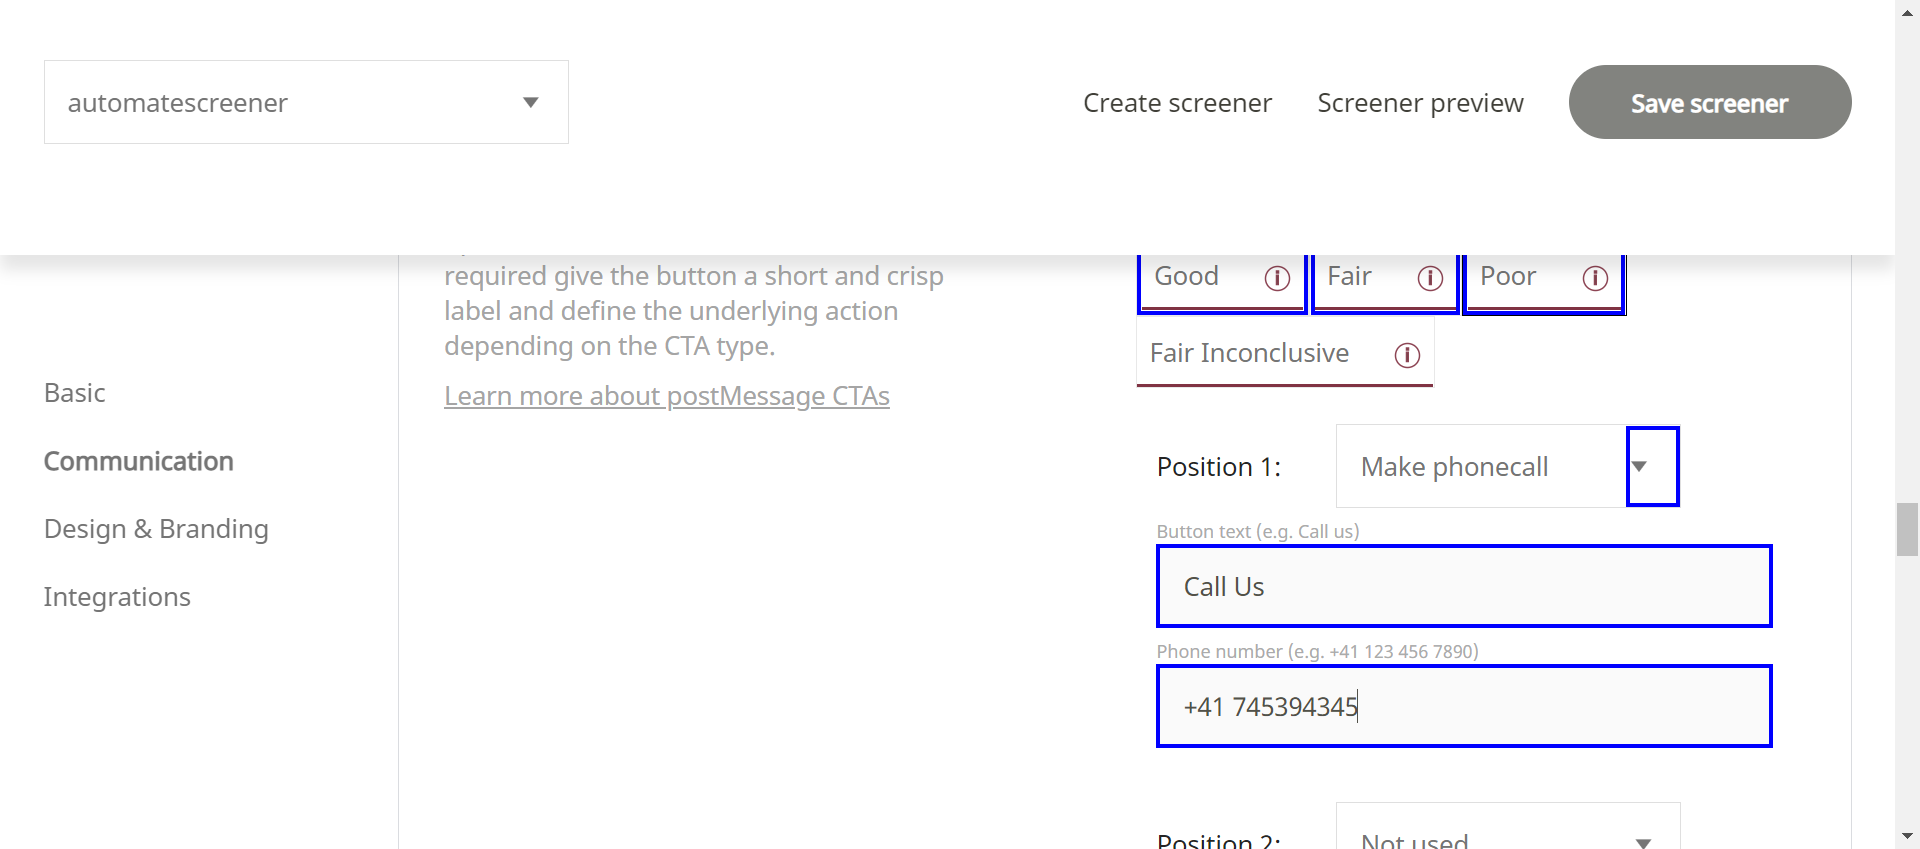 automatescreener
Create screener
Screener preview
Save screener
required give the button a short and crisp
label and define the underlying action
depending on the CTA type.
Learn more about postMessage CTAs
Basic
Communication
Design & Branding
Integrations
Good
Fair
Poor
Fair Inconclusive
Position 1:
Make phonecall
Button text (e.g. Call us)
Call Us
Phone number (e.g. +41 123 456 7890)
+41 745394345
Position 2:
Not used